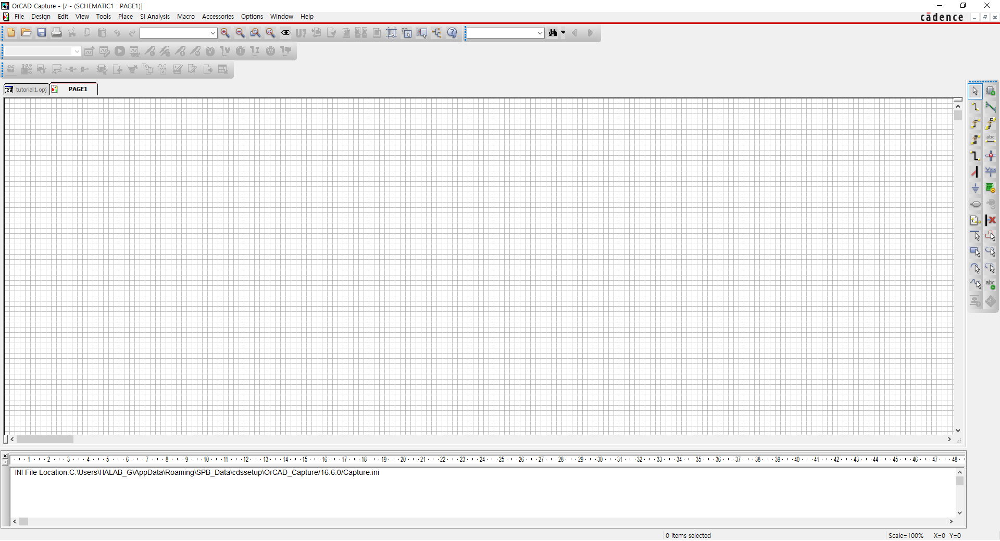 OrCAD Capture - [/ - (SCHEMATIC1 : PAGE1)]
File Design Edit View Tools Place SI Analysis Macro Accessories Options Window Help
cādence
U?
V V I I W
tutorial1.opj PAGE1
abc
abc
1 2 3 4 5 6 7 8 9 10 11 12 13 14 15 16 17 18 19 20 21 22 23 24 25 26 27 28 29 30 31 32 33 34 35 36 37 38 39 40 41 42 43 44 45 46 47 48
INI File Location:C:\Users\HALAB_G\AppData\Roaming\SPB_Data\cdssetup\OrCAD_Capture/16.6.0/Capture.ini
0 items selected Scale=100% X=0 Y=0